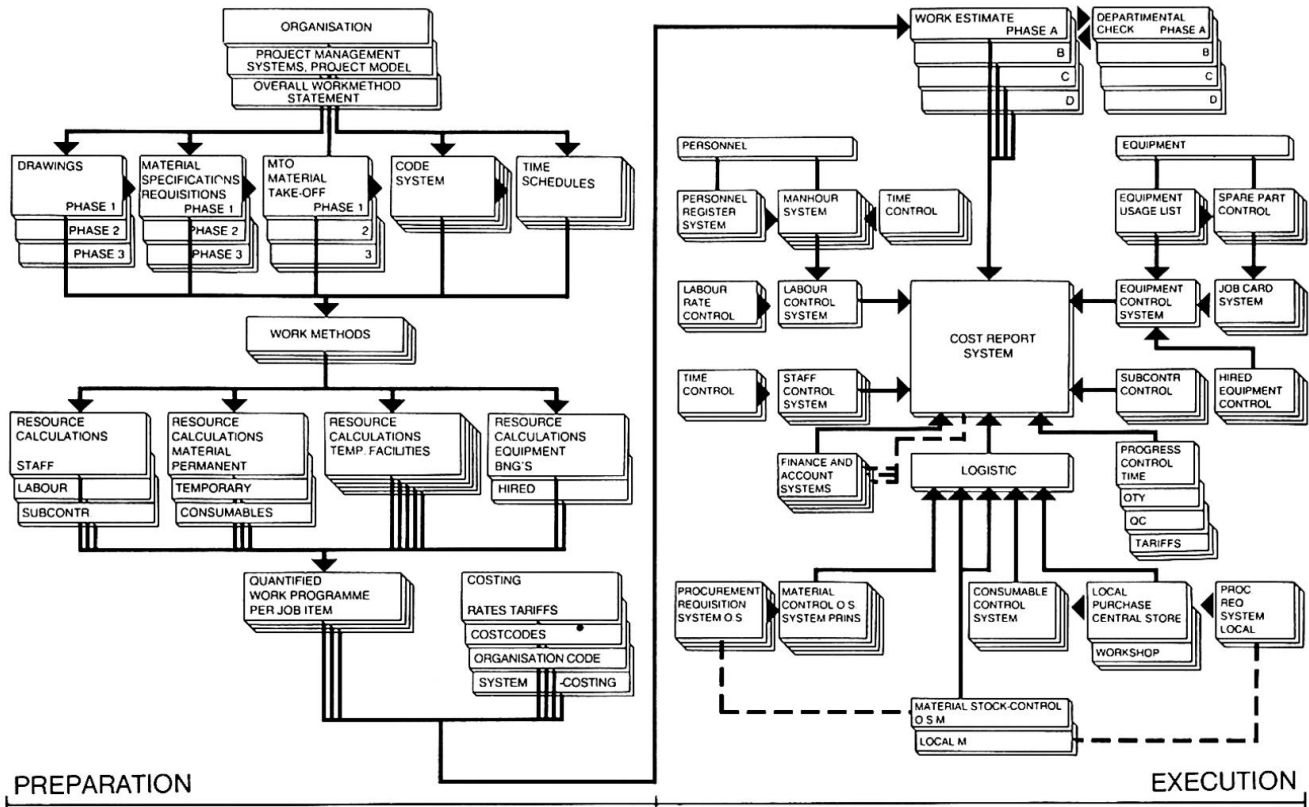 ORGANISATION
PROJECT MANAGEMENT
SYSTEMS, PROJECT MODEL
OVERALL WORKMETHOD
STATEMENT
DRAWINGS
PHASE 1
PHASE 2
PHASE 3
MATERIAL
SPECIFICATIONS
REQUISITIONS
PHASE 1
PHASE 2
PHASE 3
MTO
MATERIAL
TAKE-OFF
PHASE 1
2
3
CODE
SYSTEM
TIME
SCHEDULES
WORK METHODS
RESOURCE
CALCULATIONS
STAFF
LABOUR
SUBCONTR.
RESOURCE
CALCULATIONS
MATERIAL
PERMANENT
TEMPORARY
CONSUMABLES
RESOURCE
CALCULATIONS
TEMP. FACILITIES
RESOURCE
CALCULATIONS
EQUIPMENT
BNG'S
HIRED
QUANTIFIED
WORK PROGRAMME
PER JOB ITEM
COSTING
RATES TARIFFS
COSTCODES
ORGANISATION CODE
SYSTEM -COSTING
PREPARATION
WORK ESTIMATE
PHASE A
B
C
D
DEPARTMENTAL
CHECK PHASE A
B
C
D
PERSONNEL
PERSONNEL
REGISTER
SYSTEM
MANHOUR
SYSTEM
TIME
CONTROL
EQUIPMENT
EQUIPMENT
USAGE LIST
SPARE PART
CONTROL
LABOUR
RATE
CONTROL
LABOUR
CONTROL
SYSTEM
COST REPORT
SYSTEM
EQUIPMENT
CONTROL
SYSTEM
JOB CARD
SYSTEM
TIME
CONTROL
STAFF
CONTROL
SYSTEM
SUBCONTR
CONTROL
HIRED
EQUIPMENT
CONTROL
FINANCE AND
ACCOUNT
SYSTEMS
LOGISTIC
PROGRESS
CONTROL
TIME
QTY
QC
TARIFFS
PROCUREMENT
REQUISITION
SYSTEM O S
MATERIAL
CONTROL O S
SYSTEM PRINS
CONSUMABLE
CONTROL
SYSTEM
LOCAL
PURCHASE
CENTRAL STORE
WORKSHOP
PROC
REQ
SYSTEM
LOCAL
MATERIAL STOCK-CONTROL
O S M
LOCAL M
EXECUTION